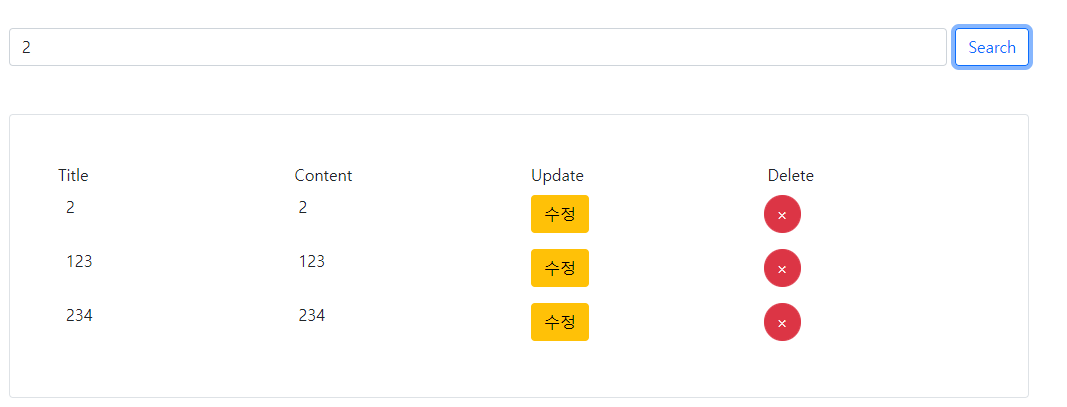 2 Search
Title Content Update Delete
2 2 수정 ×
123 123 수정 ×
234 234 수정 ×